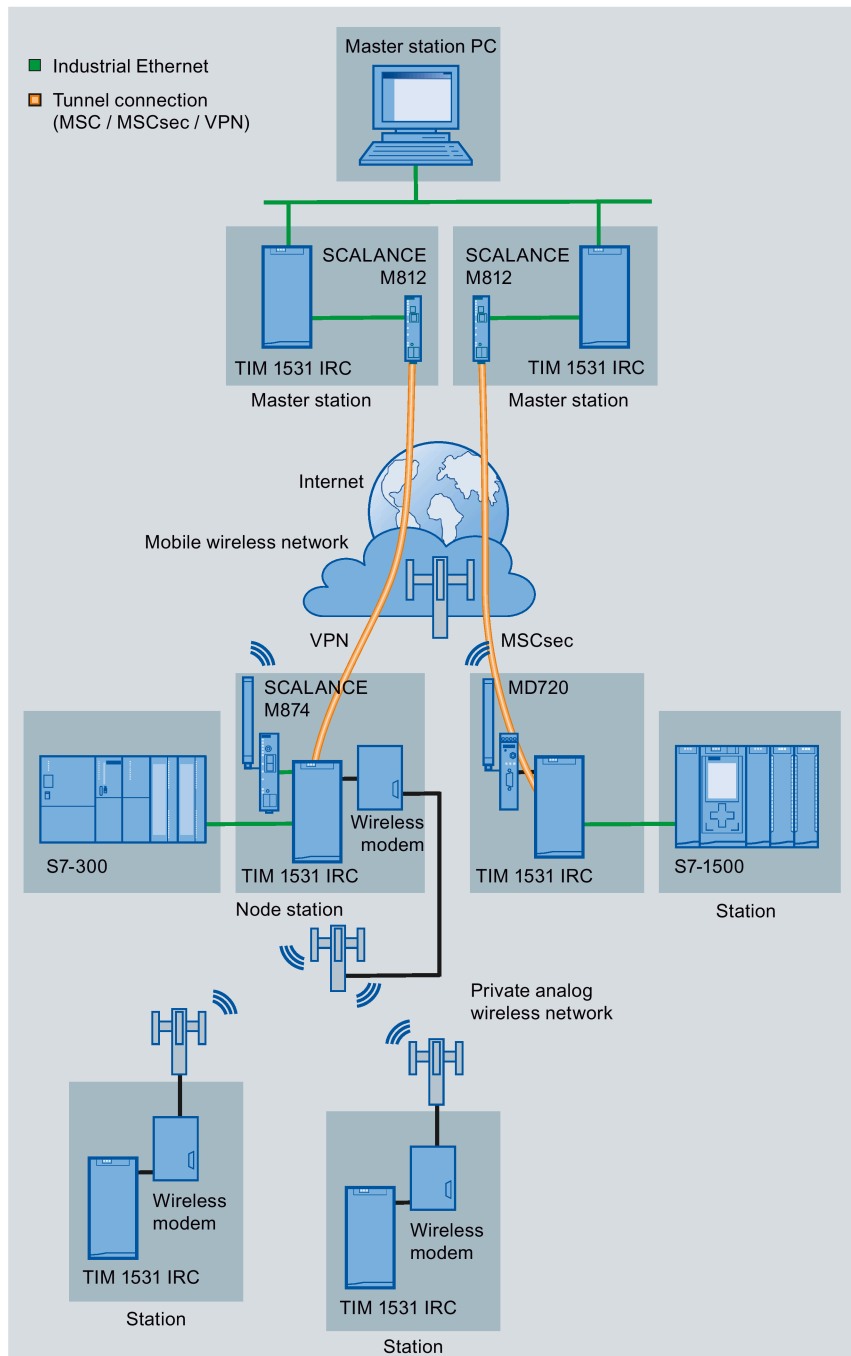 Master station PC
Industrial Ethernet
Tunnel connection
(MSC / MSCsec / VPN)
SCALANCE
M812
SCALANCE
M812
TIM 1531 IRC
TIM 1531 IRC
Master station
Master station
Internet
Mobile wireless network
VPN
MSCsec
SCALANCE
M874
MD720
Wireless
modem
S7-300
TIM 1531 IRC
TIM 1531 IRC
S7-1500
Node station
Station
Private analog
wireless network
Wireless
modem
TIM 1531 IRC
Station
Wireless
modem
TIM 1531 IRC
Station